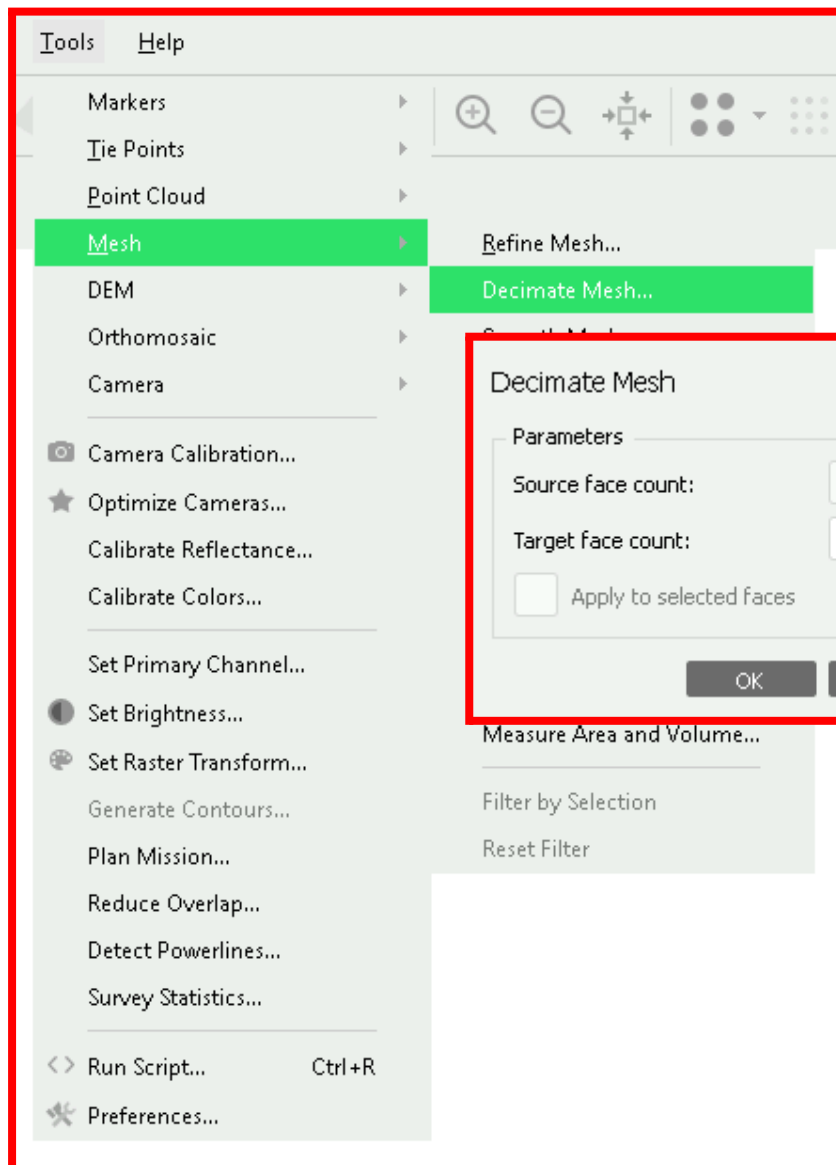 Tools Help
Markers
Tie Points
Point Cloud
Mesh
DEM
Orthomosaic
Camera
Camera Calibration...
Optimize Cameras...
Calibrate Reflectance...
Calibrate Colors...
Set Primary Channel...
Set Brightness...
Set Raster Transform...
Generate Contours...
Plan Mission...
Reduce Overlap...
Detect Powerlines...
Survey Statistics...
Run Script... Ctrl+R
Preferences...
Refine Mesh...
Decimate Mesh...
Decimate Mesh
Parameters
Source face count:
Target face count:
Apply to selected faces
OK
Measure Area and Volume...
Filter by Selection
Reset Filter